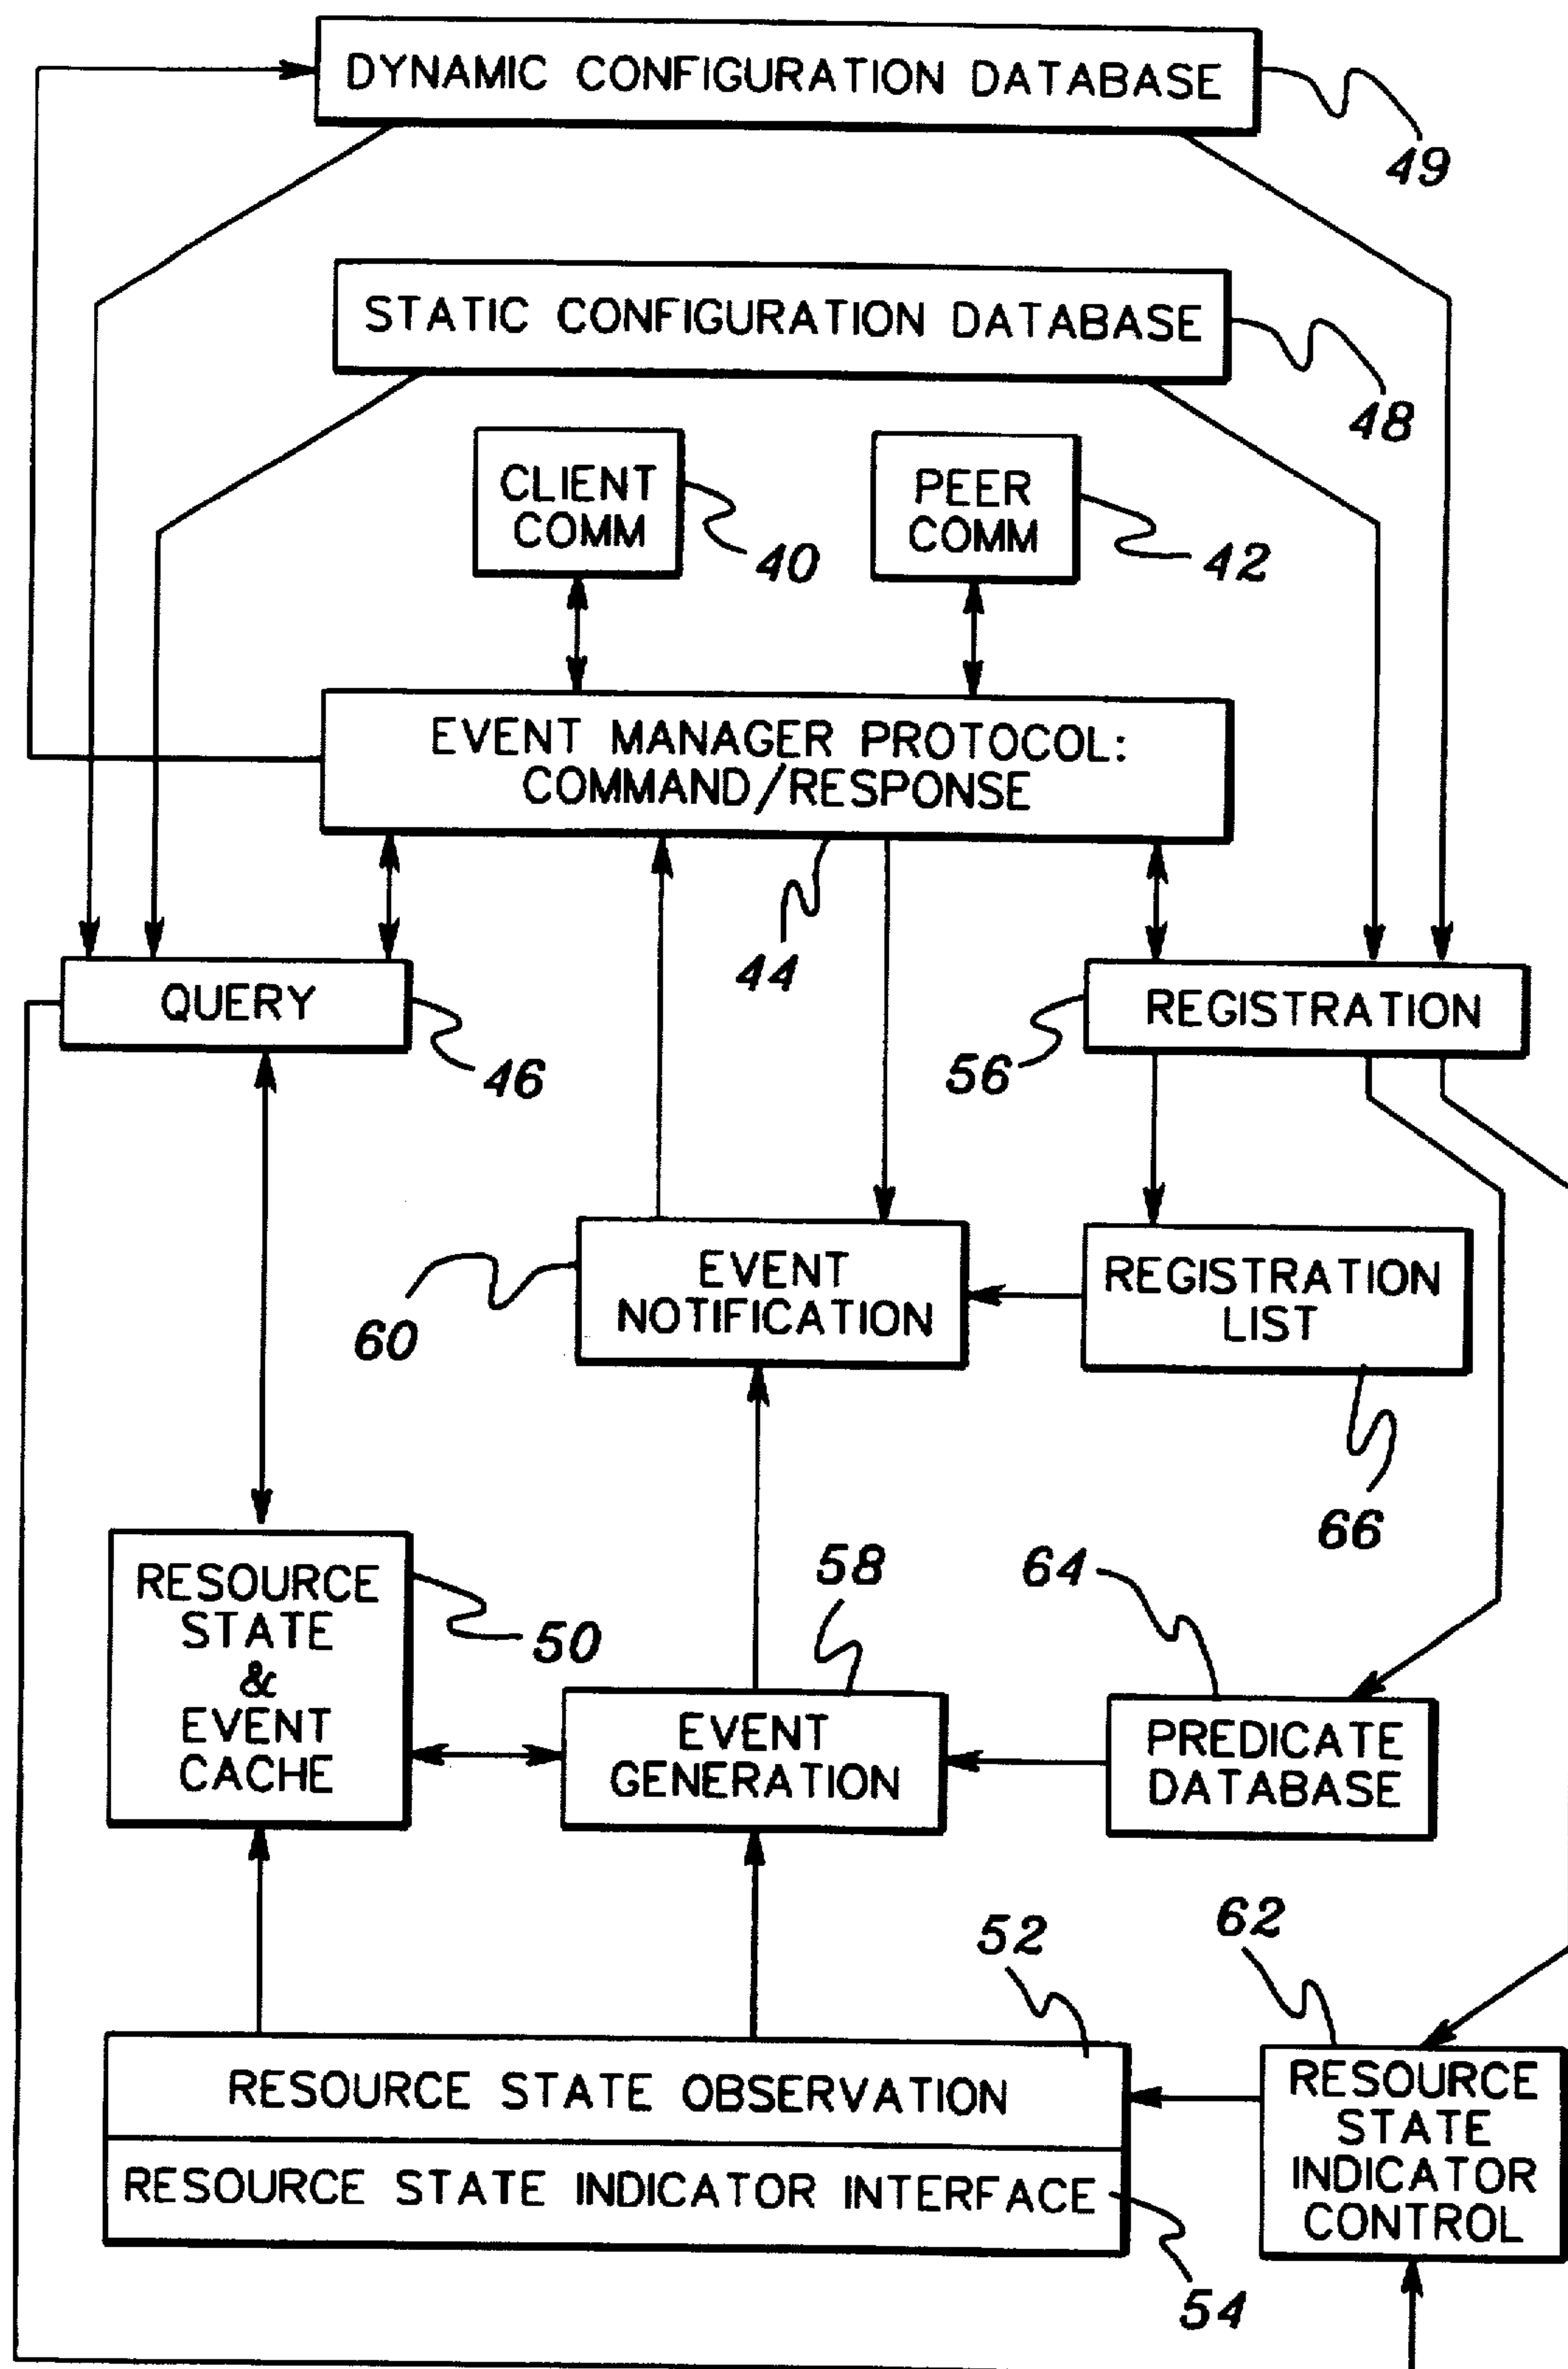 DYNAMIC CONFIGURATION DATABASE
49
STATIC CONFIGURATION DATABASE
48
CLIENT
COMM
40
PEER
COMM
42
EVENT MANAGER PROTOCOL:
COMMAND/RESPONSE
44
QUERY
46
REGISTRATION
56
EVENT
NOTIFICATION
60
REGISTRATION
LIST
66
RESOURCE
STATE
&
EVENT
CACHE
50
58
EVENT
GENERATION
64
PREDICATE
DATABASE
52
RESOURCE STATE OBSERVATION
RESOURCE STATE INDICATOR INTERFACE
54
62
RESOURCE
STATE
INDICATOR
CONTROL